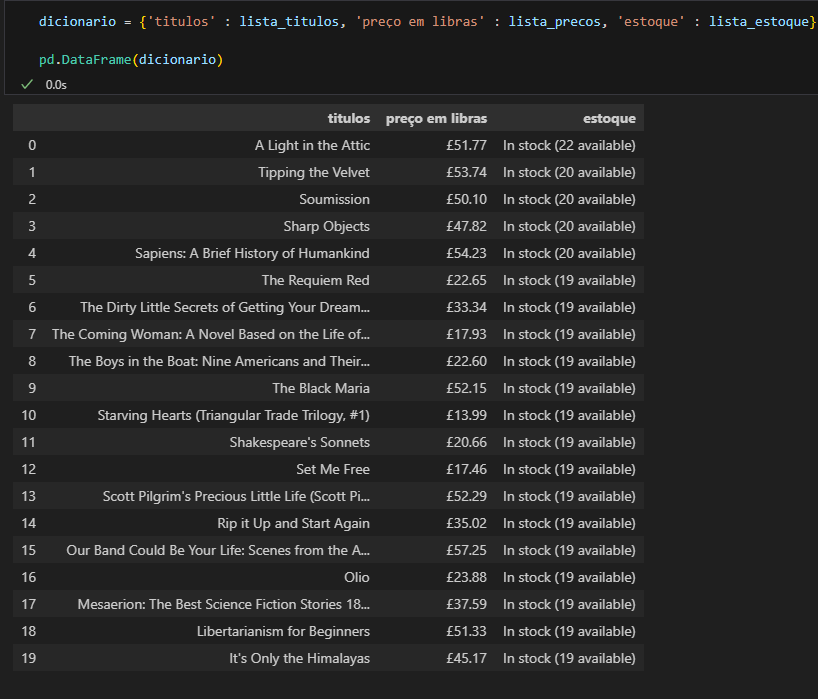 dicionario = {'titulos' : lista_titulos, 'preço em libras' : lista_precos, 'estoque' : lista_estoque}
pd.DataFrame(dicionario)
0.0s
titulos preço em libras estoque
0 A Light in the Attic £51.77 In stock (22 available)
1 Tipping the Velvet £53.74 In stock (20 available)
2 Soumission £50.10 In stock (20 available)
3 Sharp Objects £47.82 In stock (20 available)
4 Sapiens: A Brief History of Humankind £54.23 In stock (20 available)
5 The Requiem Red £22.65 In stock (19 available)
6 The Dirty Little Secrets of Getting Your Dream... £33.34 In stock (19 available)
7 The Coming Woman: A Novel Based on the Life of... £17.93 In stock (19 available)
8 The Boys in the Boat: Nine Americans and Their... £22.60 In stock (19 available)
9 The Black Maria £52.15 In stock (19 available)
10 Starving Hearts (Triangular Trade Trilogy, #1) £13.99 In stock (19 available)
11 Shakespeare's Sonnets £20.66 In stock (19 available)
12 Set Me Free £17.46 In stock (19 available)
13 Scott Pilgrim's Precious Little Life (Scott Pi... £52.29 In stock (19 available)
14 Rip it Up and Start Again £35.02 In stock (19 available)
15 Our Band Could Be Your Life: Scenes from the A... £57.25 In stock (19 available)
16 Olio £23.88 In stock (19 available)
17 Mesaerion: The Best Science Fiction Stories 18... £37.59 In stock (19 available)
18 Libertarianism for Beginners £51.33 In stock (19 available)
19 It's Only the Himalayas £45.17 In stock (19 available)